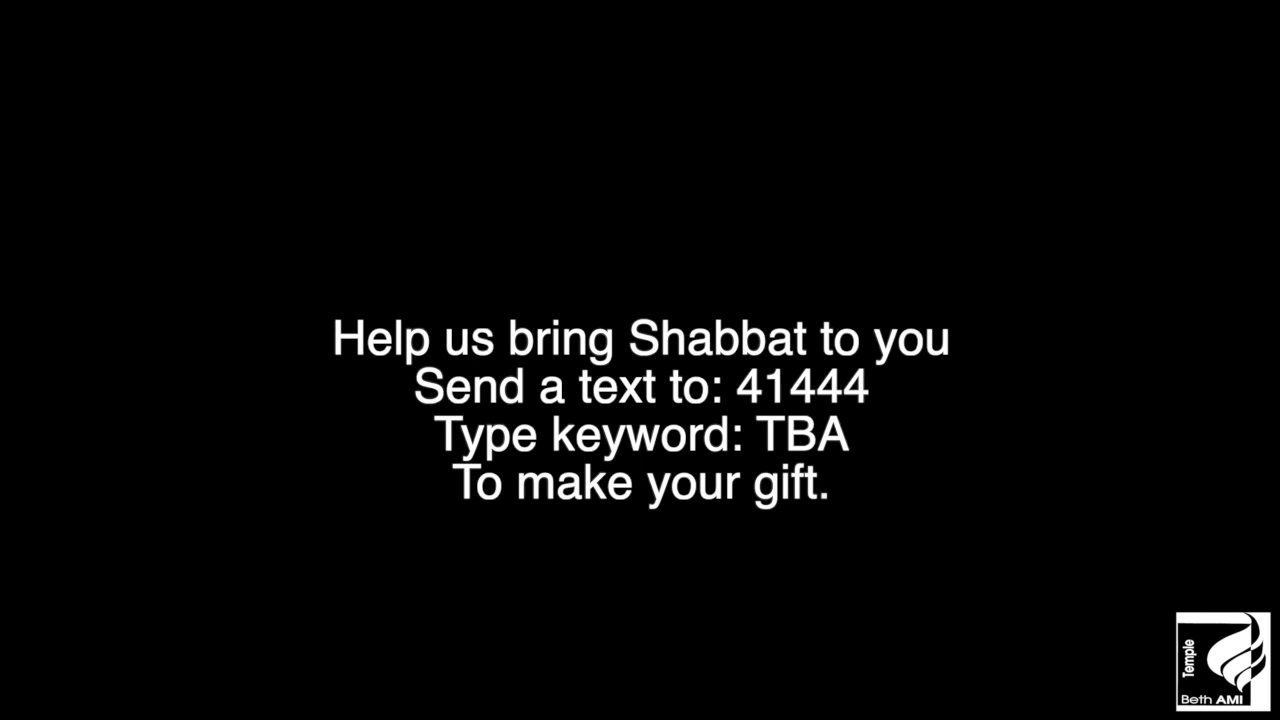 Help us bring Shabbat to you
Send a text to: 41444
Type keyword: TBA
To make your gift.
Temple
Beth AMI